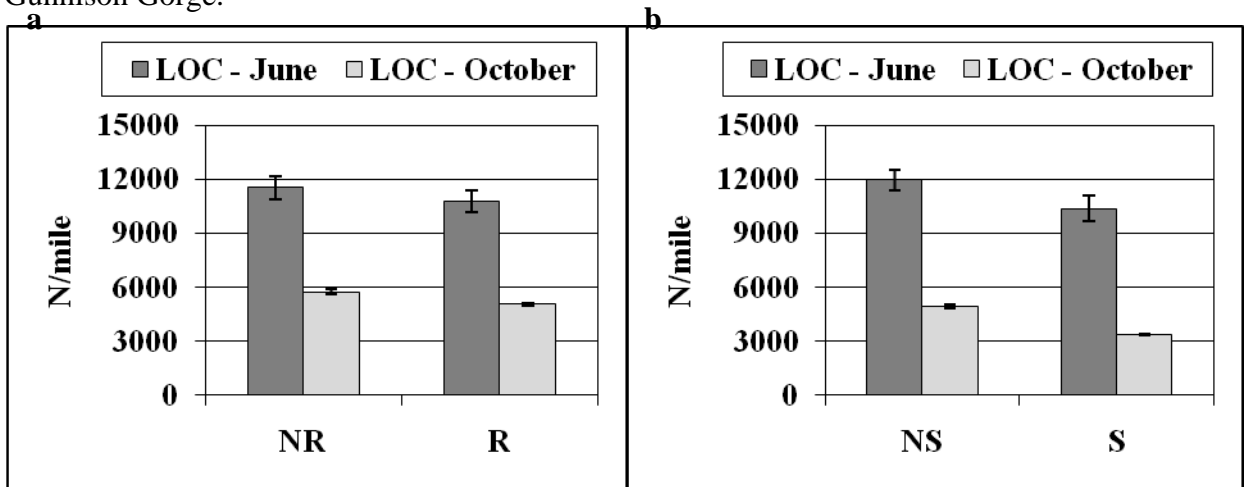 Gunnison Gorge.
a
LOC - June LOC - October
15000
12000
9000
6000
3000
0
N/mile
NR R
b
LOC - June LOC - October
15000
12000
9000
6000
3000
0
N/mile
NS S